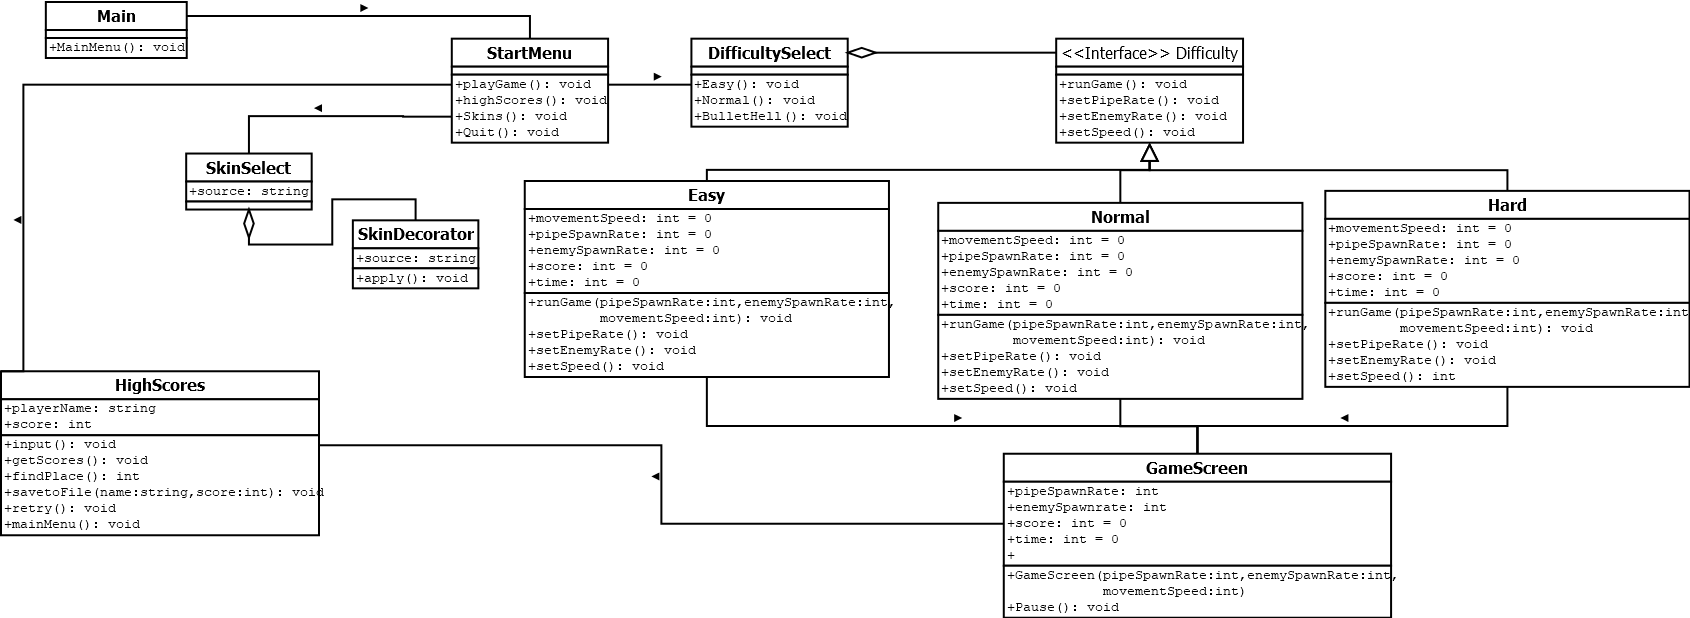 Main
+MainMenu(): void
StartMenu
+playGame(): void
+highScores(): void
+Skins(): void
+Quit(): void
DifficultySelect
+Easy(): void
+Normal(): void
+BulletHell(): void
<<Interface>> Difficulty
+runGame(): void
+setPipeRate(): void
+setEnemyRate(): void
+setSpeed(): void
SkinSelect
+source: string
SkinDecorator
+source: string
+apply(): void
Easy
+movementSpeed: int = 0
+pipeSpawnRate: int = 0
+enemySpawnRate: int = 0
+score: int = 0
+time: int = 0
+runGame(pipeSpawnRate:int,enemySpawnRate:int,
movementSpeed:int): void
+setPipeRate(): void
+setEnemyRate(): void
+setSpeed(): void
Normal
+movementSpeed: int = 0
+pipeSpawnRate: int = 0
+enemySpawnRate: int = 0
+score: int = 0
+time: int = 0
+runGame(pipeSpawnRate:int,enemySpawnRate:int,
movementSpeed:int): void
+setPipeRate(): void
+setEnemyRate(): void
+setSpeed(): void
Hard
+movementSpeed: int = 0
+pipeSpawnRate: int = 0
+enemySpawnRate: int = 0
+score: int = 0
+time: int = 0
+runGame(pipeSpawnRate:int,enemySpawnRate:int
movementSpeed:int): void
+setPipeRate(): void
+setEnemyRate(): void
+setSpeed(): int
HighScores
+playerName: string
+score: int
+input(): void
+getScores(): void
+findPlace(): int
+savetoFile(name:string,score:int): void
+retry(): void
+mainMenu(): void
GameScreen
+pipeSpawnRate: int
+enemySpawnrate: int
+score: int = 0
+time: int = 0
+
+GameScreen(pipeSpawnRate:int,enemySpawnRate:int,
movementSpeed:int)
+Pause(): void